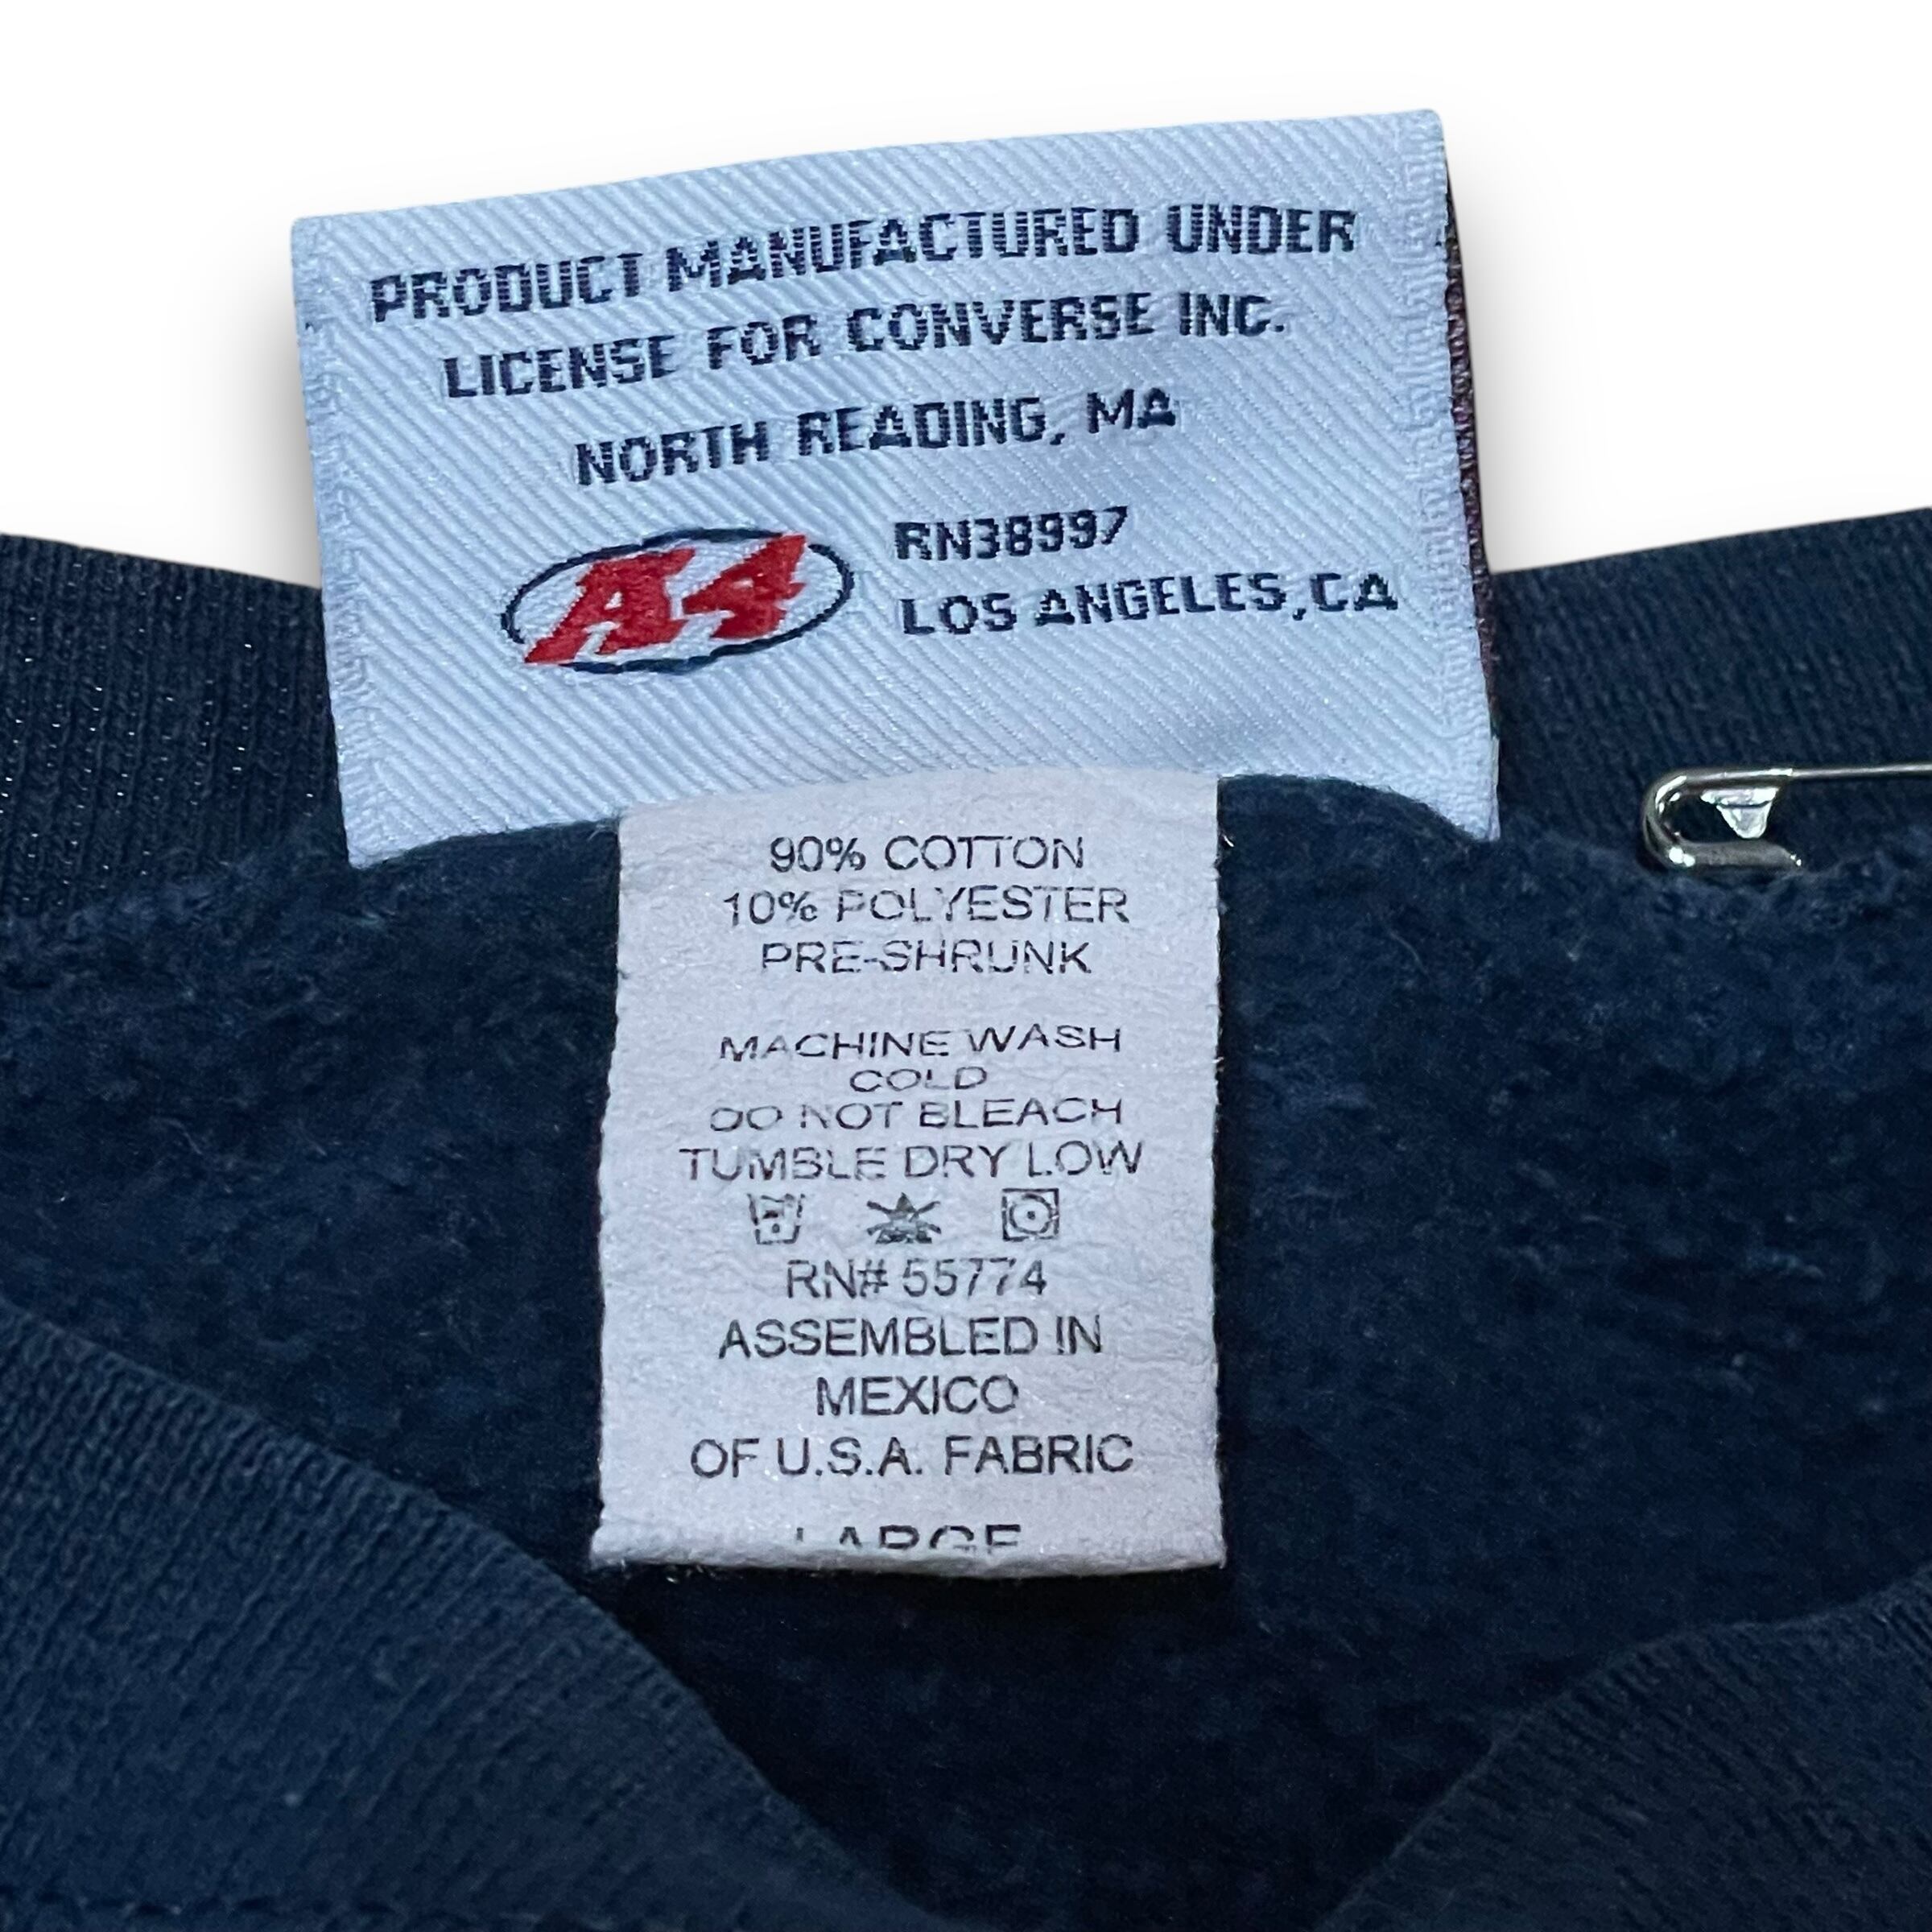 PRODUCT MANUFACTURED UNDER
LICENSE FOR CONVERSE INC.
NORTH READING, MA
A4
RN38997
LOS ANGELES, CA
90% COTTON
10% POLYESTER
PRE-SHRUNK
MACHINE WASH
COLD
DO NOT BLEACH
TUMBLE DRY LOW
RN# 55774
ASSEMBLED IN
MEXICO
OF U.S.A. FABRIC
LARGE